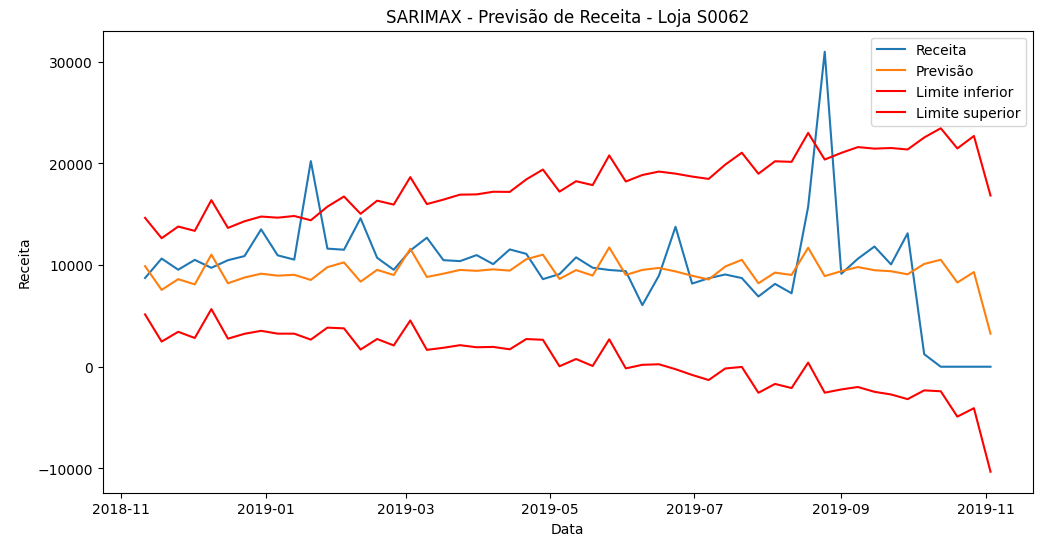 SARIMAX - Previsão de Receita - Loja S0062
Receita
Previsão
Limite inferior
Limite superior
30000
20000
10000
0
−10000
Receita
2018-11
2019-01
2019-03
2019-05
2019-07
2019-09
2019-11
Data